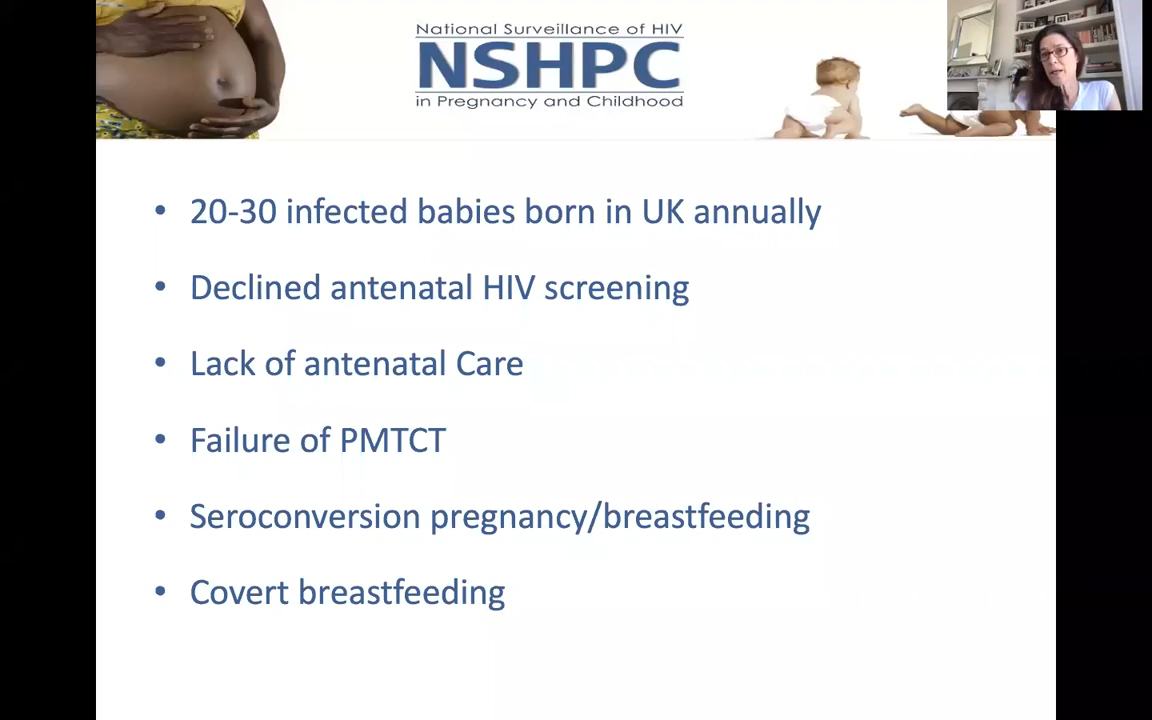 National Surveillance of HIV
NSHPC
in Pregnancy and Childhood
• 20-30 infected babies born in UK annually
• Declined antenatal HIV screening
• Lack of antenatal Care
• Failure of PMTCT
• Seroconversion pregnancy/breastfeeding
• Covert breastfeeding